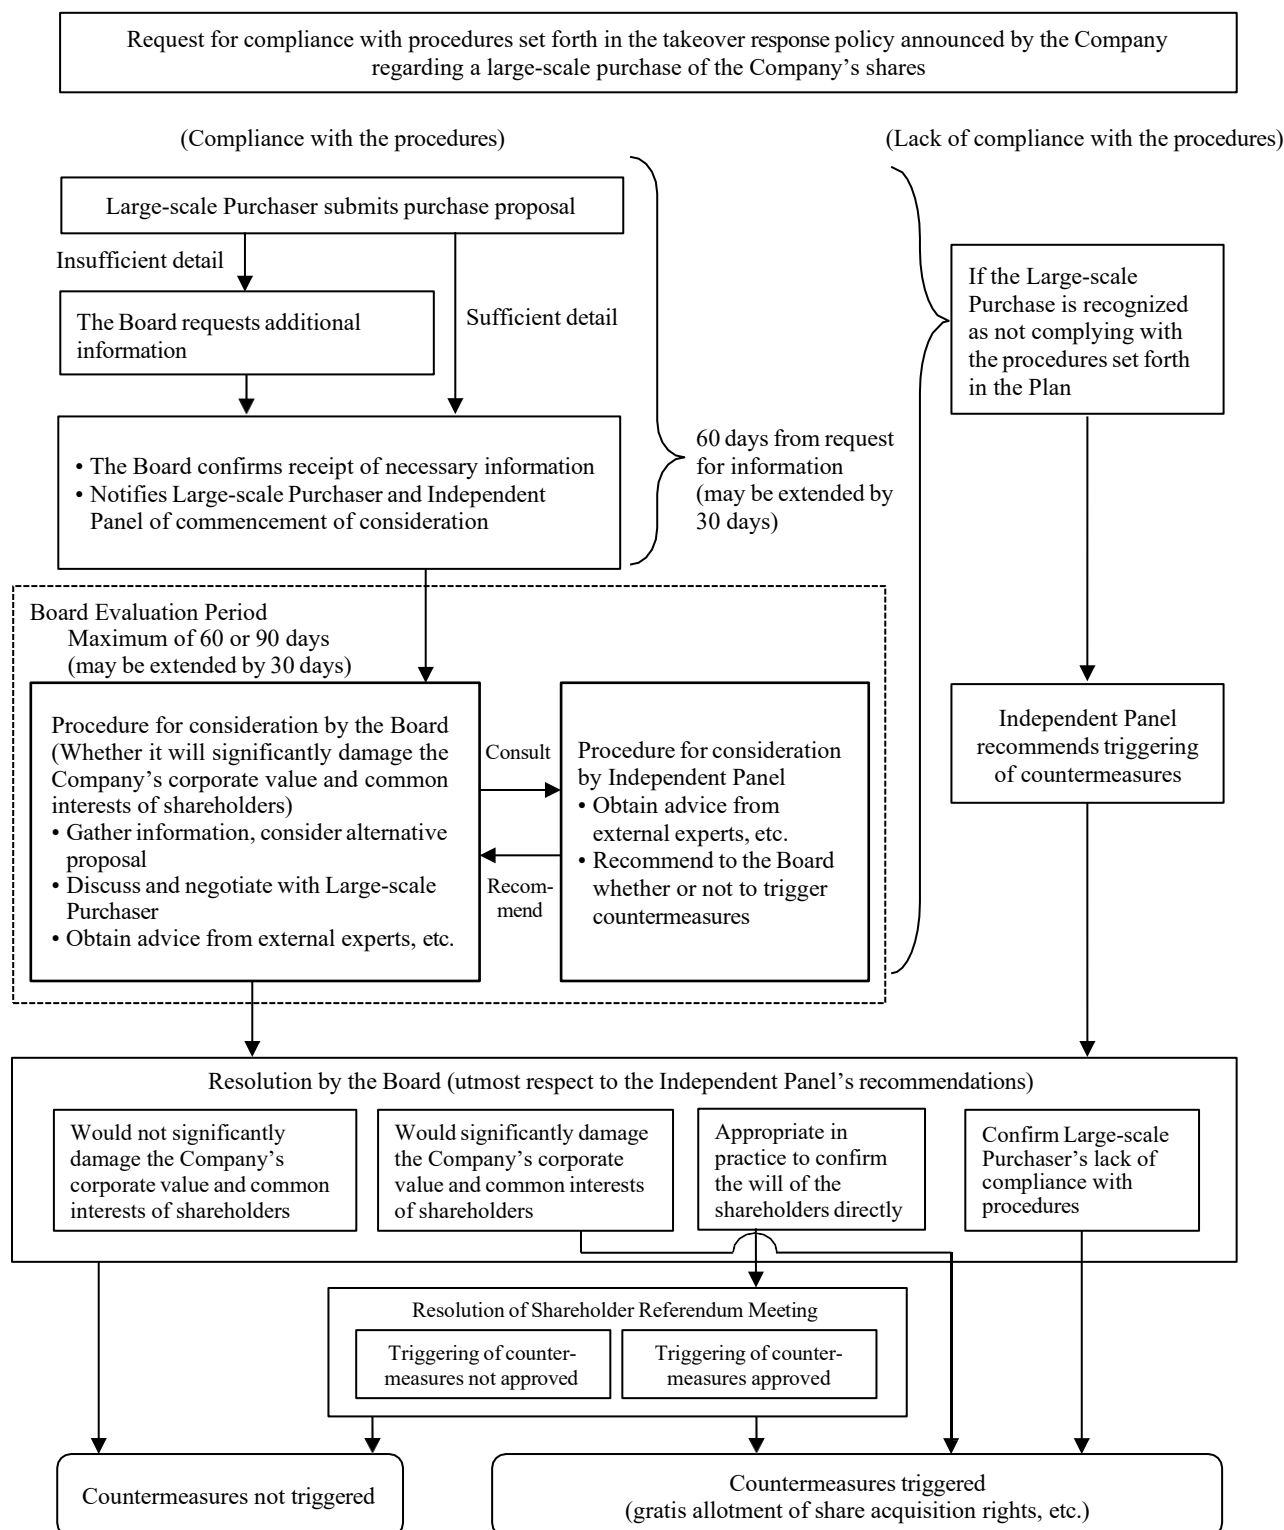 Request for compliance with procedures set forth in the takeover response policy announced by the Company
regarding a large-scale purchase of the Company’s shares
(Compliance with the procedures)
(Lack of compliance with the procedures)
Large-scale Purchaser submits purchase proposal
Insufficient detail
Sufficient detail
The Board requests additional
information
• The Board confirms receipt of necessary information
• Notifies Large-scale Purchaser and Independent
Panel of commencement of consideration
60 days from request
for information
(may be extended by
30 days)
If the Large-scale
Purchase is recognized
as not complying with
the procedures set forth
in the Plan
Board Evaluation Period
Maximum of 60 or 90 days
(may be extended by 30 days)
Procedure for consideration by the Board
(Whether it will significantly damage the
Company’s corporate value and common
interests of shareholders)
• Gather information, consider alternative
proposal
• Discuss and negotiate with Large-scale
Purchaser
• Obtain advice from external experts, etc.
Consult
Recom-
mend
Procedure for consideration
by Independent Panel
• Obtain advice from
external experts, etc.
• Recommend to the Board
whether or not to trigger
countermeasures
Independent Panel
recommends triggering
of countermeasures
Resolution by the Board (utmost respect to the Independent Panel’s recommendations)
Would not significantly
damage the Company’s
corporate value and common
interests of shareholders
Would significantly damage
the Company’s corporate
value and common interests
of shareholders
Appropriate in
practice to confirm
the will of the
shareholders directly
Confirm Large-scale
Purchaser’s lack of
compliance with
procedures
Resolution of Shareholder Referendum Meeting
Triggering of counter-
measures not approved
Triggering of counter-
measures approved
Countermeasures not triggered
Countermeasures triggered
(gratis allotment of share acquisition rights, etc.)